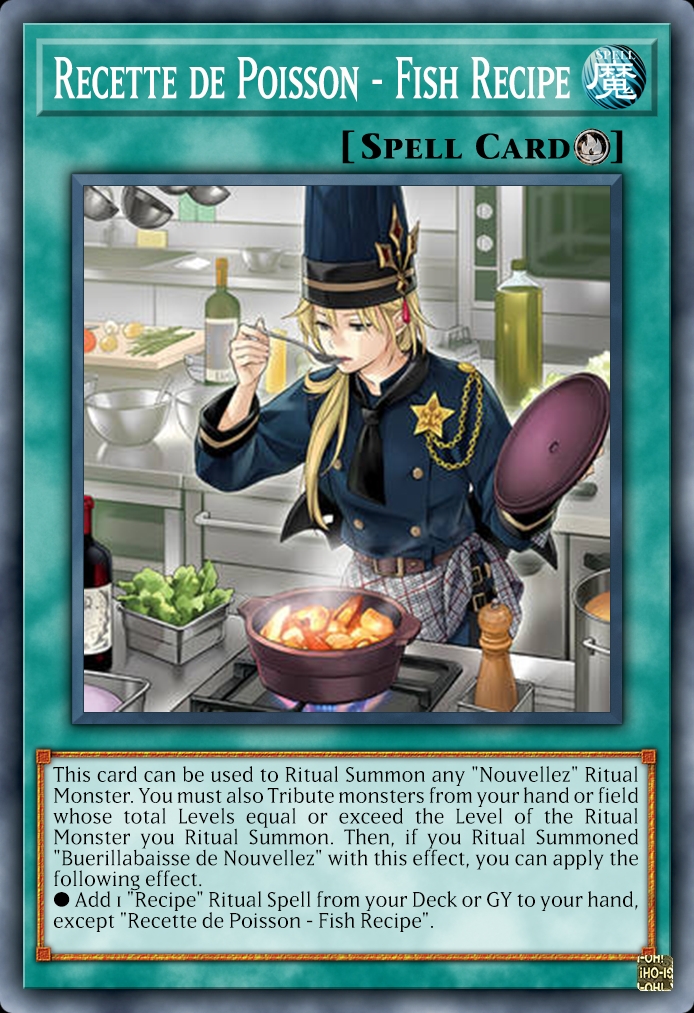 Recette de Poisson - Fish Recipe
SPELL
魔
[Spell Card]
This card can be used to Ritual Summon any "Nouvellez" Ritual
Monster. You must also Tribute monsters from your hand or field
whose total Levels equal or exceed the Level of the Ritual
Monster you Ritual Summon. Then, if you Ritual Summoned
"Buerillabaisse de Nouvellez" with this effect, you can apply the
following effect.
● Add 1 "Recipe" Ritual Spell from your Deck or GY to your hand,
except "Recette de Poisson - Fish Recipe".